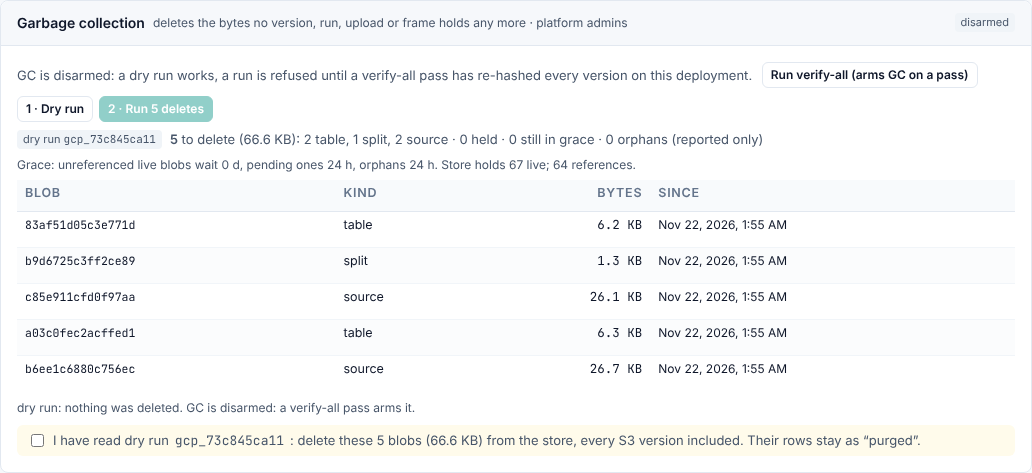 Garbage collection deletes the bytes no version, run, upload or frame holds any more · platform admins disarmed
GC is disarmed: a dry run works, a run is refused until a verify-all pass has re-hashed every version on this deployment. Run verify-all (arms GC on a pass)
1 · Dry run 2 · Run 5 deletes
dry run gcp_73c845ca11 5 to delete (66.6 KB): 2 table, 1 split, 2 source · 0 held · 0 still in grace · 0 orphans (reported only)
Grace: unreferenced live blobs wait 0 d, pending ones 24 h, orphans 24 h. Store holds 67 live; 64 references.
BLOB KIND BYTES SINCE
83af51d05c3e771d table 6.2 KB Nov 22, 2026, 1:55 AM
b9d6725c3ff2ce89 split 1.3 KB Nov 22, 2026, 1:55 AM
c85e911cfd0f97aa source 26.1 KB Nov 22, 2026, 1:55 AM
a03c0fec2acffed1 table 6.3 KB Nov 22, 2026, 1:55 AM
b6ee1c6880c756ec source 26.7 KB Nov 22, 2026, 1:55 AM
dry run: nothing was deleted. GC is disarmed: a verify-all pass arms it.
I have read dry run gcp_73c845ca11 : delete these 5 blobs (66.6 KB) from the store, every S3 version included. Their rows stay as “purged”.